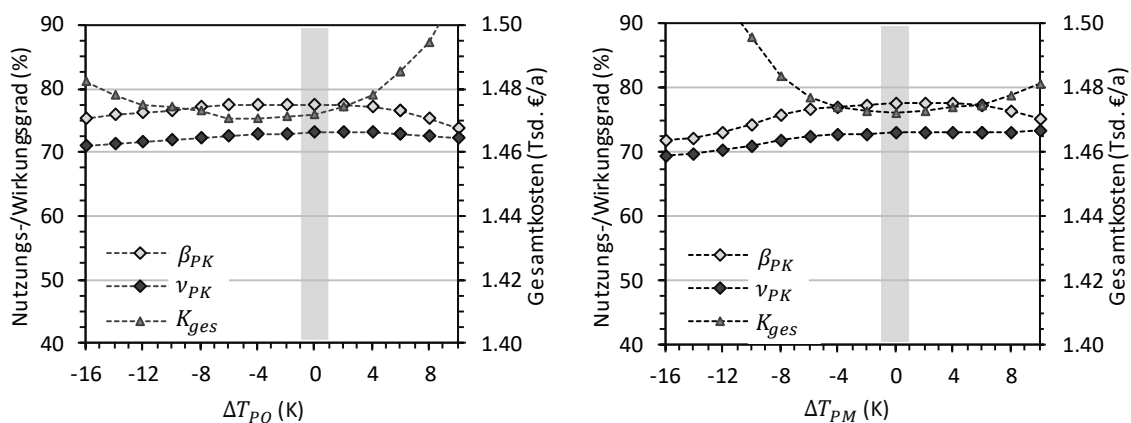 Nutzungs-/Wirkungsgrad (%)
90
80
70
60
50
40
β_PK
ν_PK
K_ges
-16 -12 -8 -4 0 4 8
ΔT_PO (K)
1.50
1.48
1.46
1.44
1.42
1.40
Gesamtkosten (Tsd. €/a)
Nutzungs-/Wirkungsgrad (%)
90
80
70
60
50
40
β_PK
ν_PK
K_ges
-16 -12 -8 -4 0 4 8
ΔT_PM (K)
1.50
1.48
1.46
1.44
1.42
1.40
Gesamtkosten (Tsd. €/a)